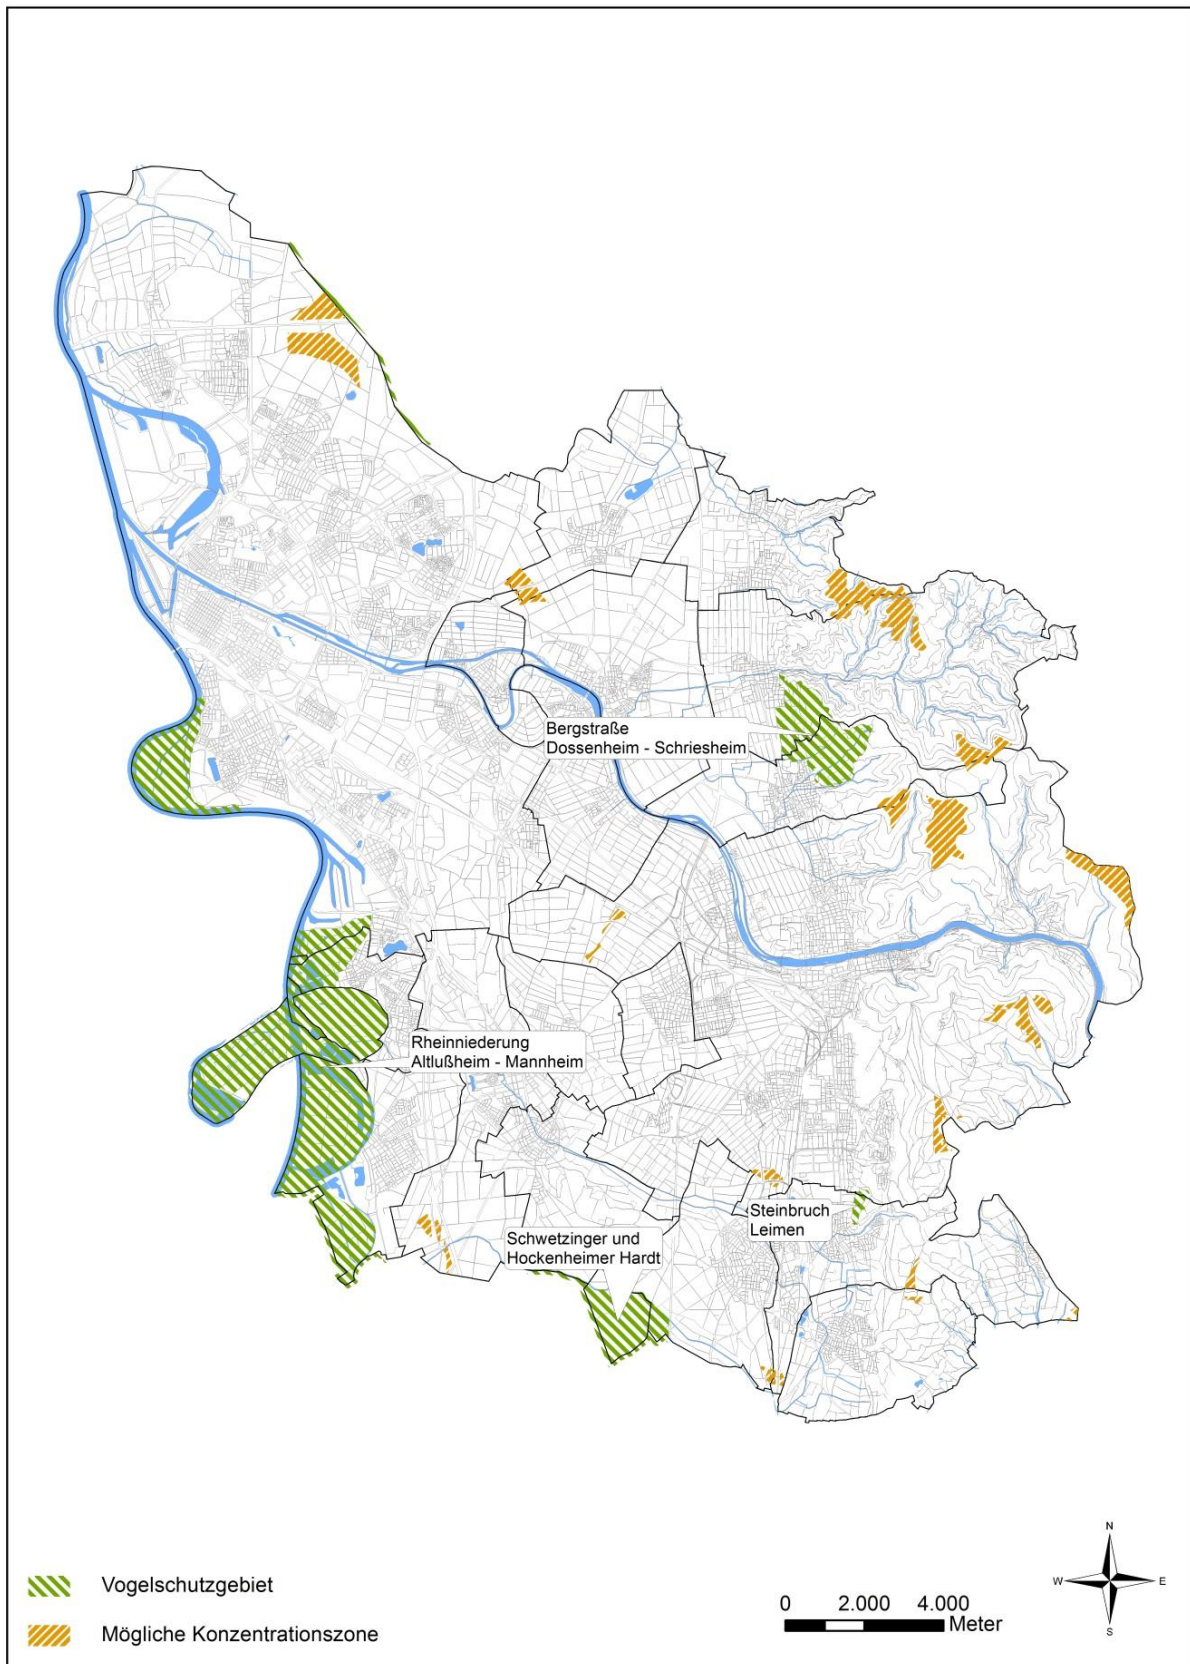 Bergstraße
Dossenheim - Schriesheim
Rheinniederung
Altlußheim - Mannheim
Steinbruch
Leimen
Schwetzinger und
Hockenheimer Hardt
Vogelschutzgebiet
Mögliche Konzentrationszone
0 2.000 4.000
Meter
N
W E
S